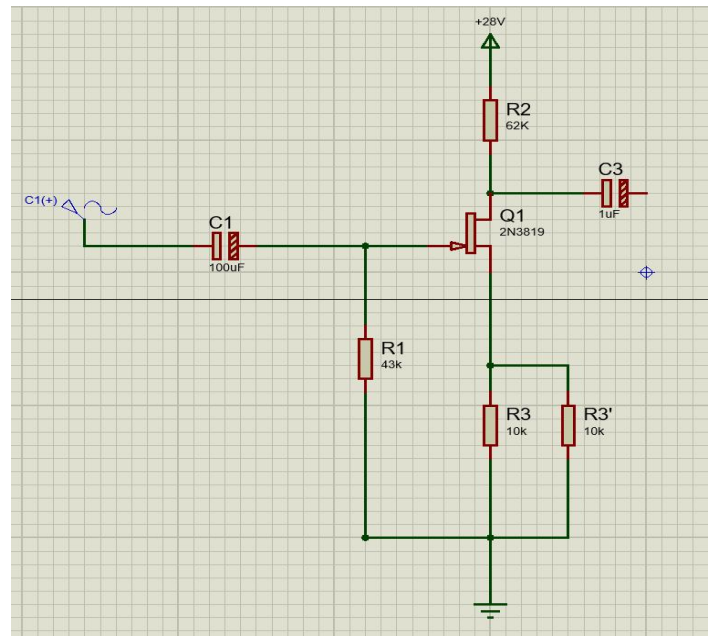 +28V
R2
62K
C3
1uF
C1(+)
Q1
2N3819
C1
100uF
R1
43k
R3
10k
R3'
10k